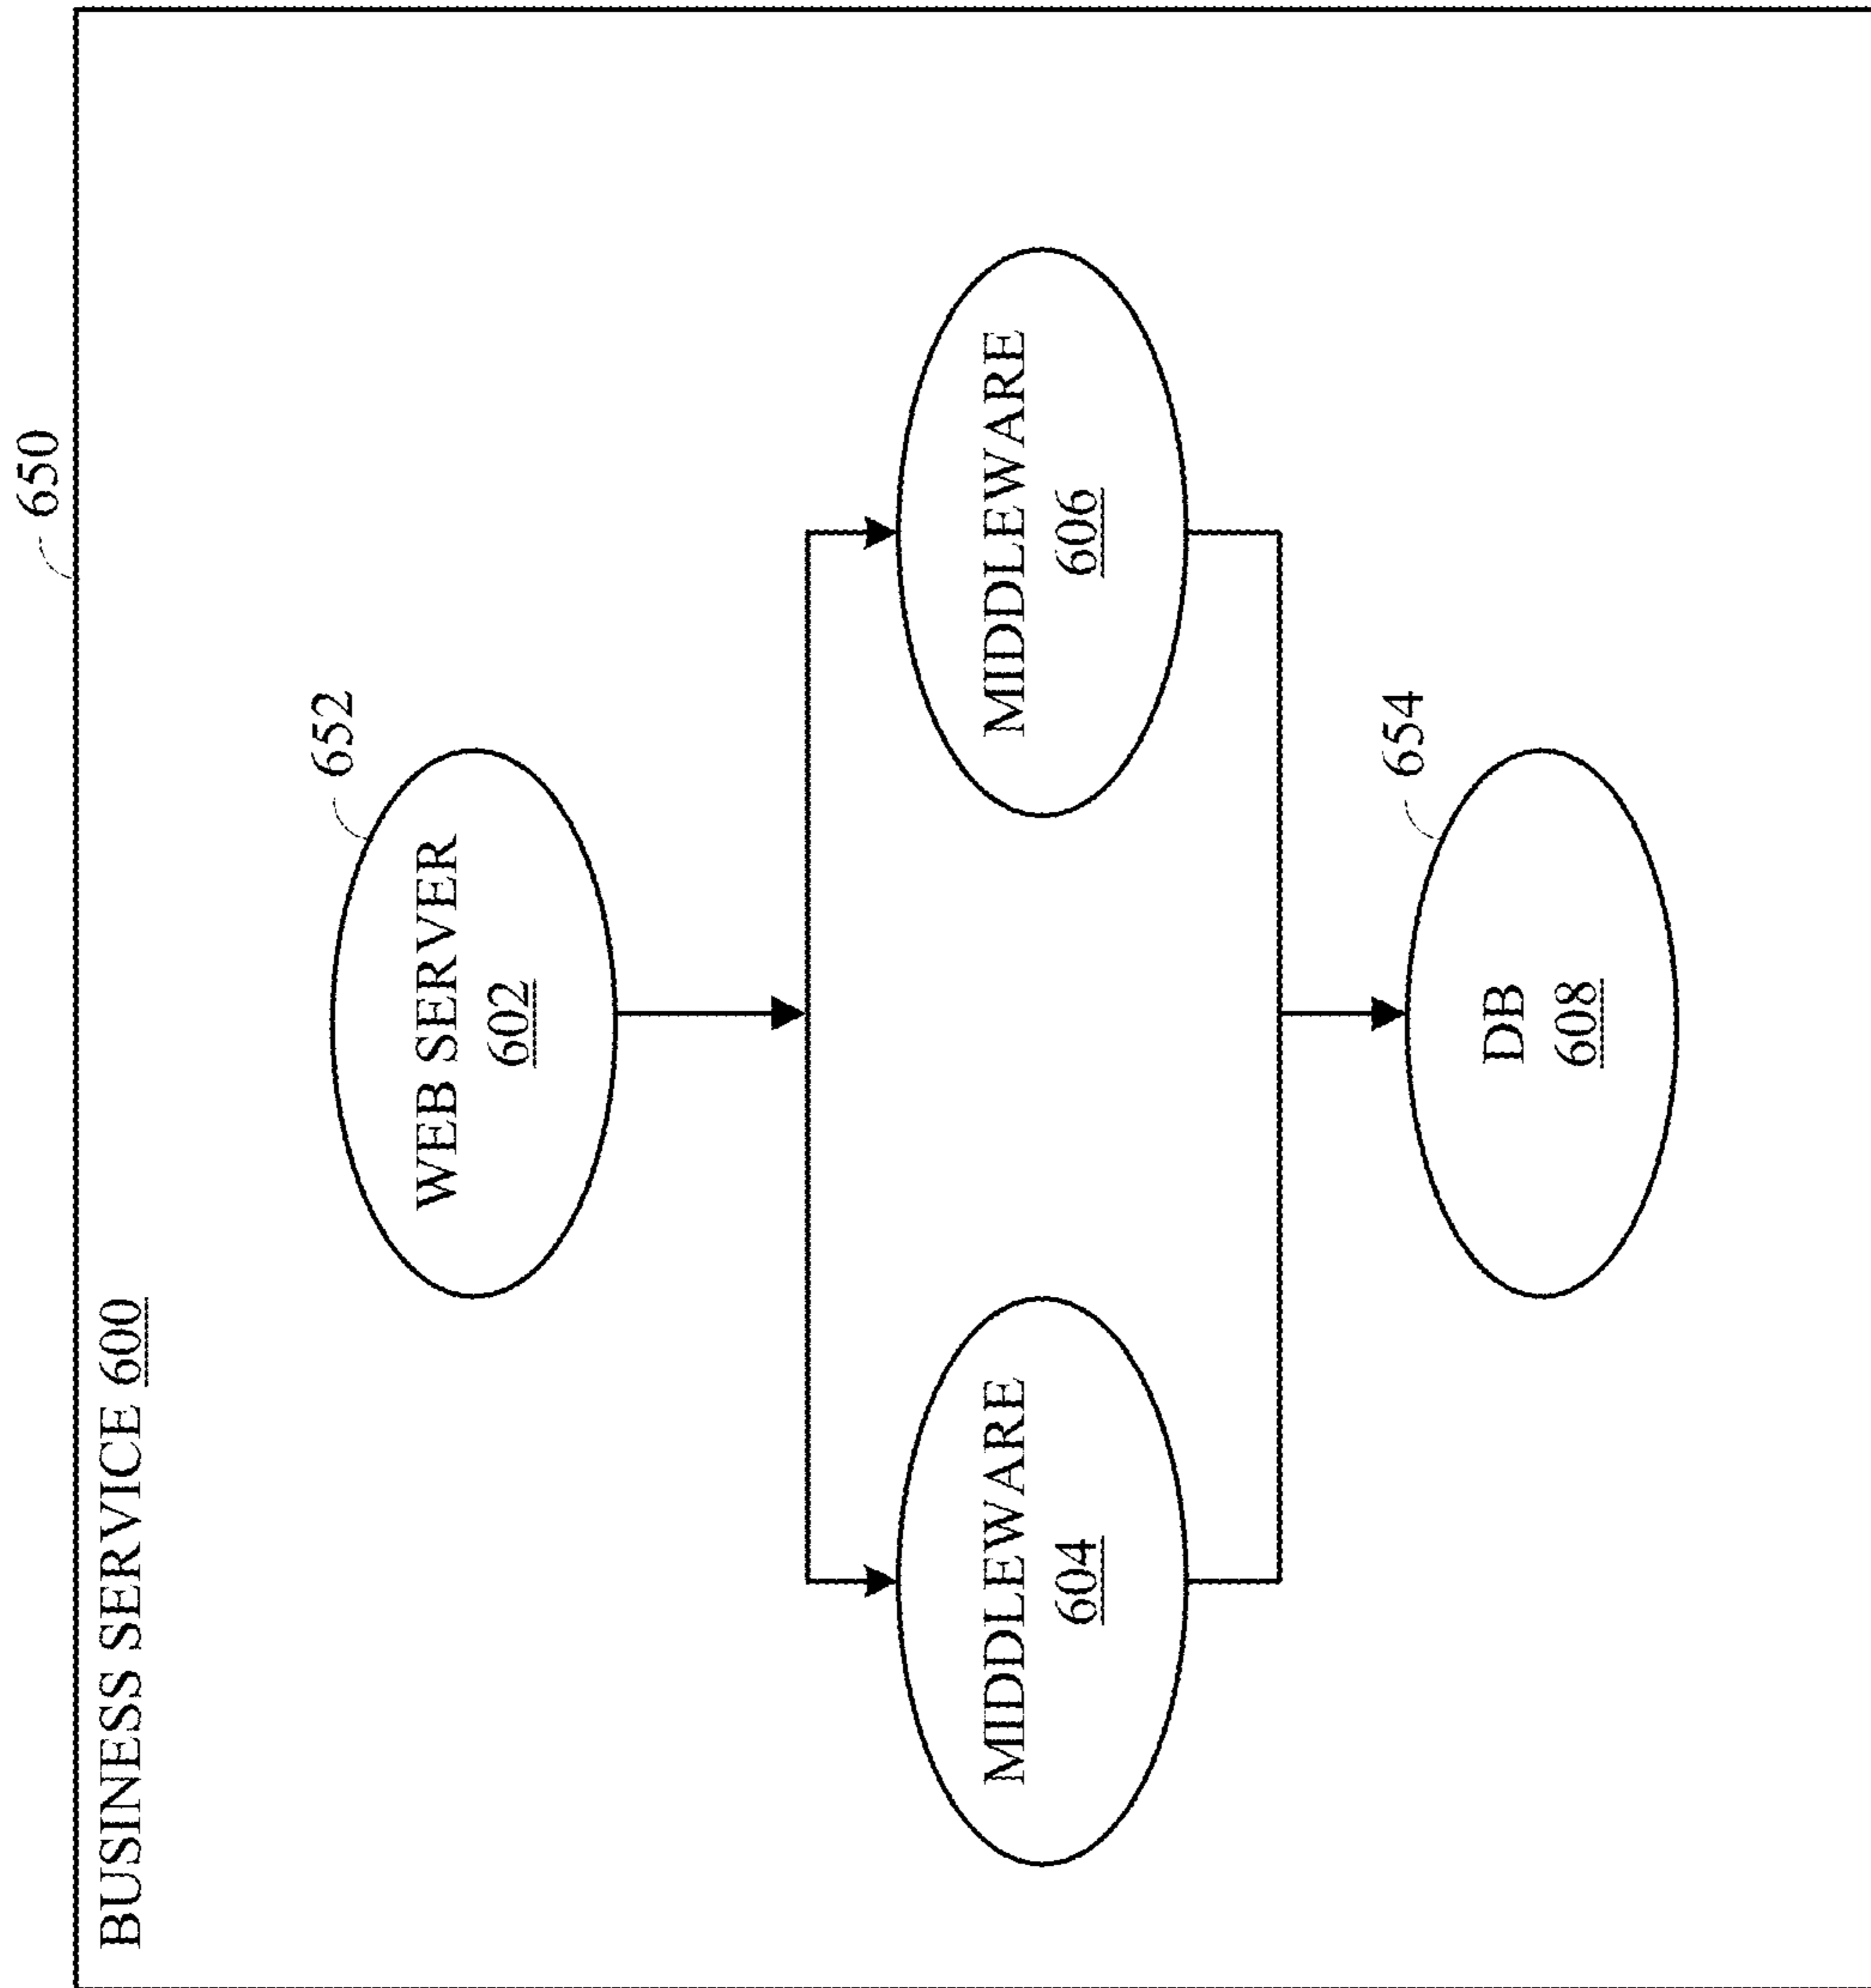 650
BUSINESS SERVICE 600
652
WEB SERVER
602
MIDDLEWARE
604
MIDDLEWARE
606
654
DB
608